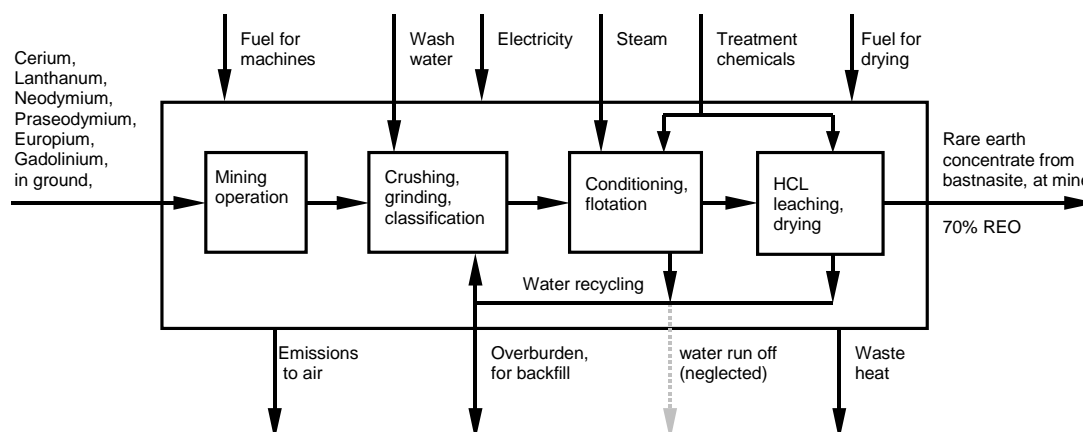 Fuel for
machines
Wash
water
Electricity
Steam
Treatment
chemicals
Fuel for
drying
Cerium,
Lanthanum,
Neodymium,
Praseodymium,
Europium,
Gadolinium,
in ground,
Mining
operation
Crushing,
grinding,
classification
Conditioning,
flotation
HCL
leaching,
drying
Rare earth
concentrate from
bastnasite, at mine
70% REO
Water recycling
Emissions
to air
Overburden,
for backfill
water run off
(neglected)
Waste
heat